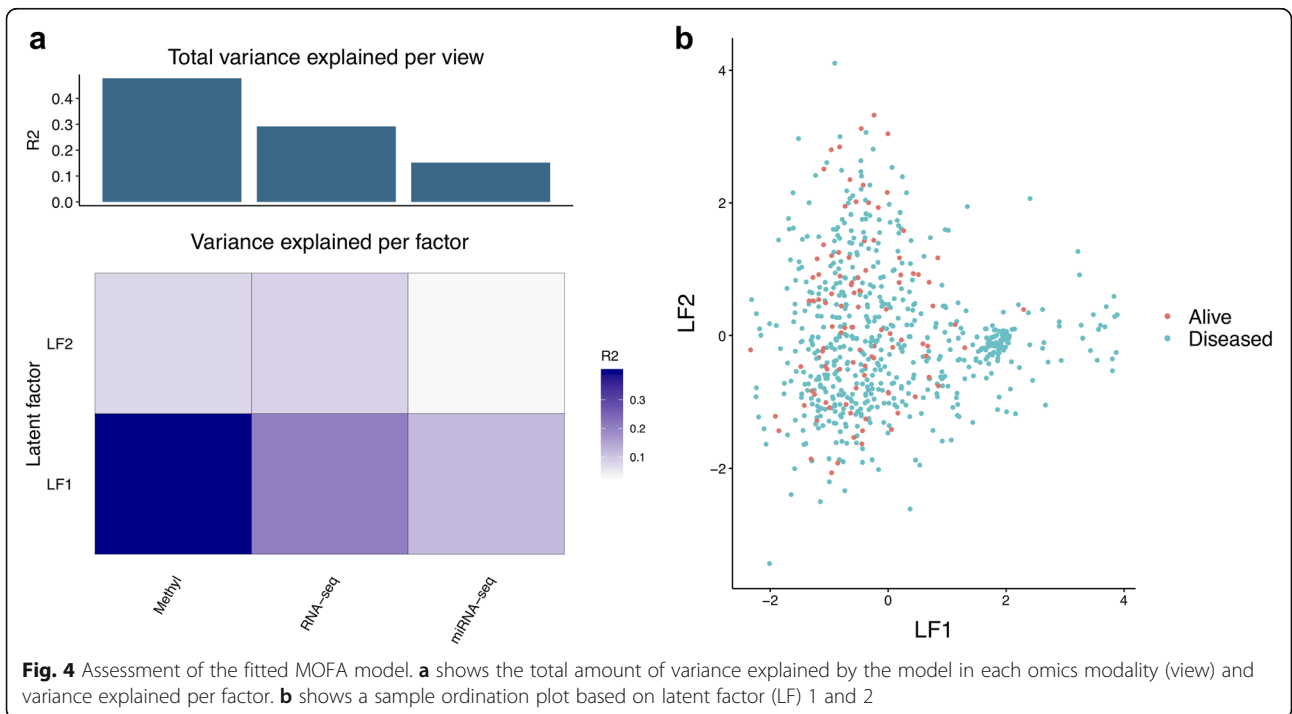 a
Total variance explained per view
R2
0.4
0.3
0.2
0.1
0.0
Variance explained per factor
Latent factor
LF2
LF1
Methyl
RNA-seq
miRNA-seq
R2
0.3
0.2
0.1
b
LF2
4
2
0
−2
−2
0
2
4
LF1
Alive
Diseased
Fig. 4 Assessment of the fitted MOFA model. a shows the total amount of variance explained by the model in each omics modality (view) and
variance explained per factor. b shows a sample ordination plot based on latent factor (LF) 1 and 2